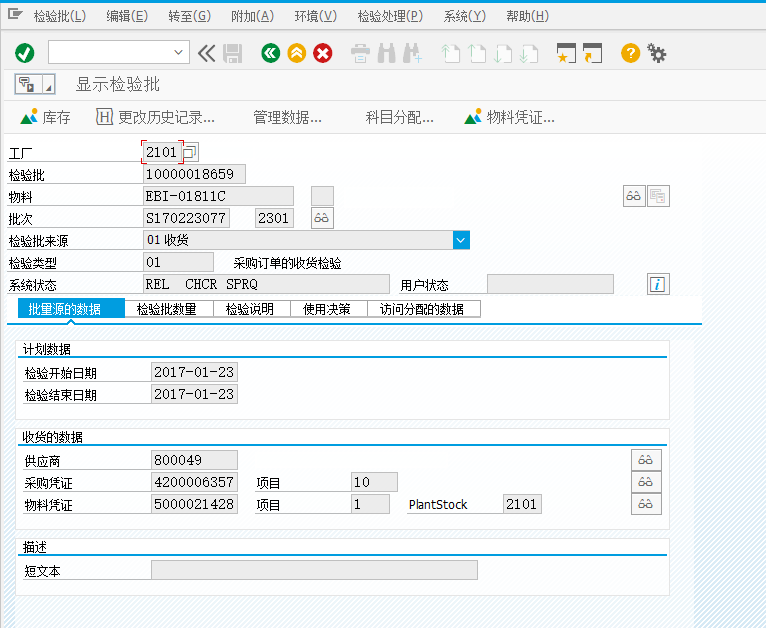 检验批(L) 编辑(E) 转至(G) 附加(A) 环境(V) 检验处理(P) 系统(Y) 帮助(H)
显示检验批
库存 更改历史记录... 管理数据... 科目分配... 物料凭证...
工厂 2101
检验批 10000018659
物料 EBI-01811C
批次 S170223077 2301
检验批来源 01 收货
检验类型 01 采购订单的收货检验
系统状态 REL CHCR SPRQ 用户状态
批量源的数据 检验批数量 检验说明 使用决策 访问分配的数据
计划数据
检验开始日期 2017-01-23
检验结束日期 2017-01-23
收货的数据
供应商 800049
采购凭证 4200006357 项目 10
物料凭证 5000021428 项目 1 PlantStock 2101
描述
短文本